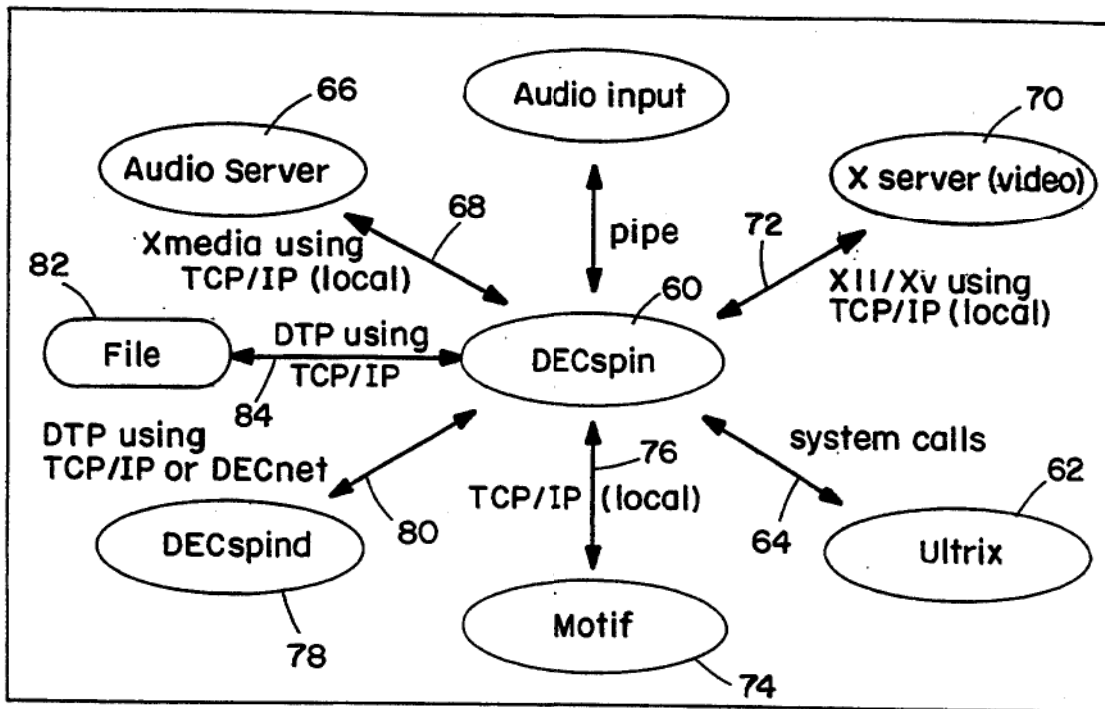 66
Audio input
70
Audio Server
X server (video)
68
pipe
72
Xmedia using
TCP/IP (local)
82
60
X11/Xv using
TCP/IP (local)
File
DTP using
TCP/IP
84
DECspin
DTP using
TCP/IP or DECnet
80
76
TCP/IP (local)
system calls
64
62
DECspind
78
Motif
74
Ultrix